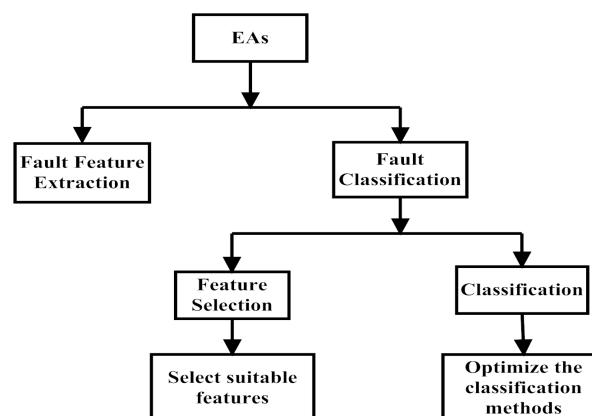 EAs
Fault Feature
Extraction
Fault
Classification
Feature
Selection
Classification
Select suitable
features
Optimize the
classification
methods